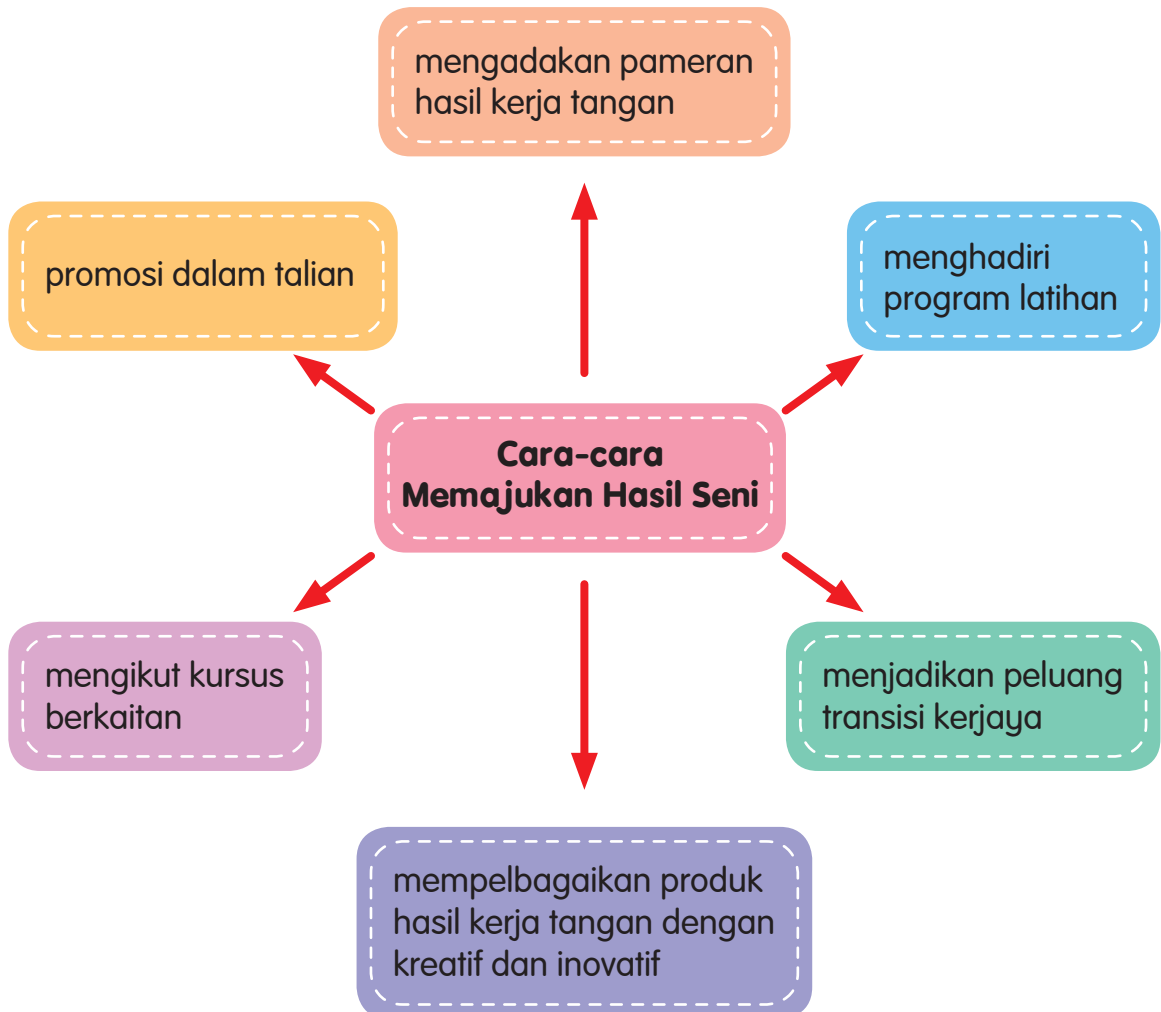 mengadakan pameran
hasil kerja tangan
promosi dalam talian
menghadiri
program latihan
Cara-cara
Memajukan Hasil Seni
mengikut kursus
berkaitan
menjadikan peluang
transisi kerjaya
mempelbagaikan produk
hasil kerja tangan dengan
kreatif dan inovatif